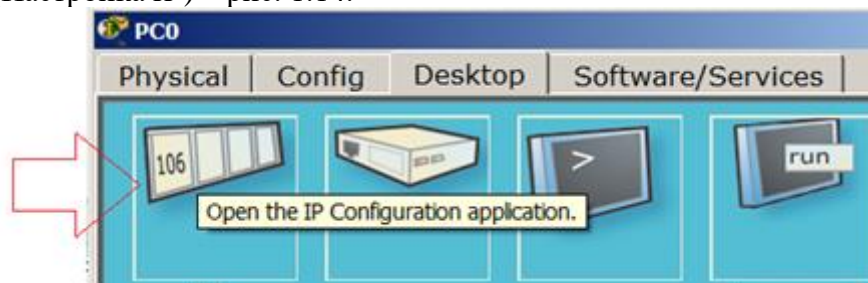 PC0
Physical Config Desktop Software/Services
106
>
run
Open the IP Configuration application.